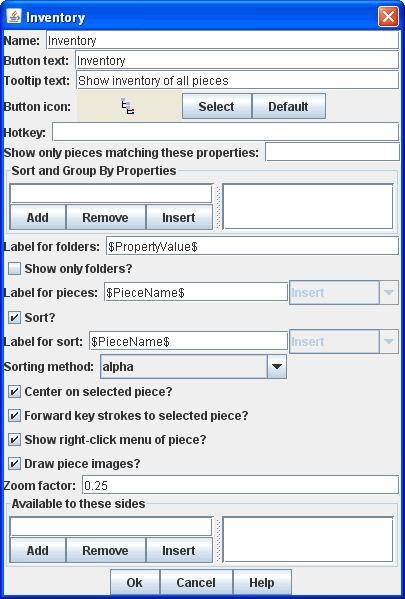 Inventory
Name: Inventory
Button text: Inventory
Tooltip text: Show inventory of all pieces
Button icon: Select Default
Hotkey:
Show only pieces matching these properties:
Sort and Group By Properties
Add Remove Insert
Label for folders: $PropertyValue$
Show only folders?
Label for pieces: $PieceName$ Insert
Sort?
Label for sort: $PieceName$ Insert
Sorting method: alpha
Center on selected piece?
Forward key strokes to selected piece?
Show right-click menu of piece?
Draw piece images?
Zoom factor: 0.25
Available to these sides
Add Remove Insert
Ok Cancel Help